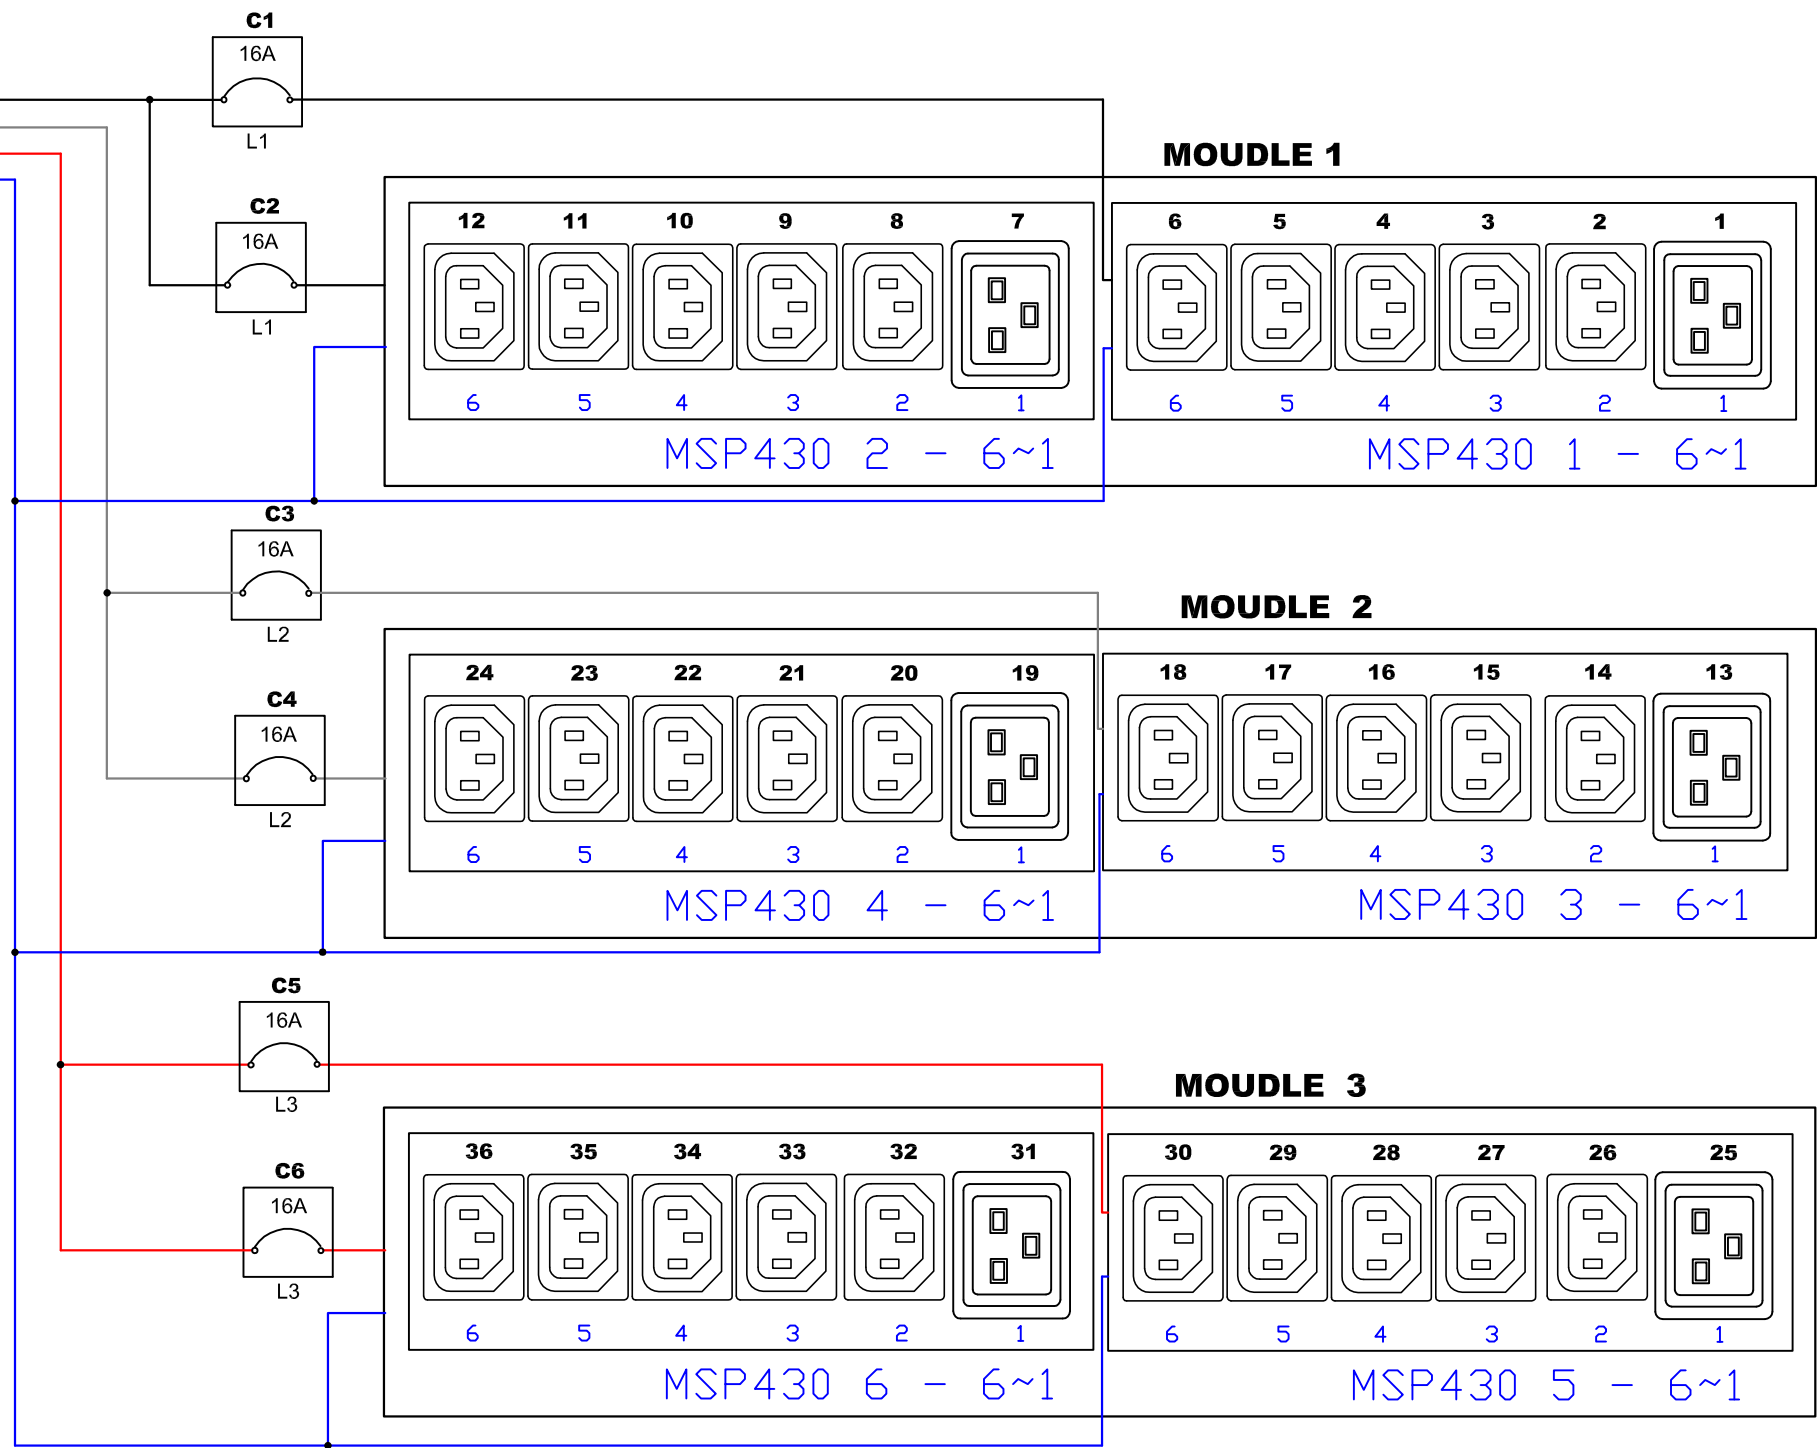 C1
16A
L1
MOUDLE 1
C2
16A
L1
12 11 10 9 8 7 6 5 4 3 2 1
6 5 4 3 2 1 6 5 4 3 2 1
MSP430 2 - 6~1 MSP430 1 - 6~1
C3
16A
L2
MOUDLE 2
C4
16A
L2
24 23 22 21 20 19 18 17 16 15 14 13
6 5 4 3 2 1 6 5 4 3 2 1
MSP430 4 - 6~1 MSP430 3 - 6~1
C5
16A
L3
MOUDLE 3
C6
16A
L3
36 35 34 33 32 31 30 29 28 27 26 25
6 5 4 3 2 1 6 5 4 3 2 1
MSP430 6 - 6~1 MSP430 5 - 6~1